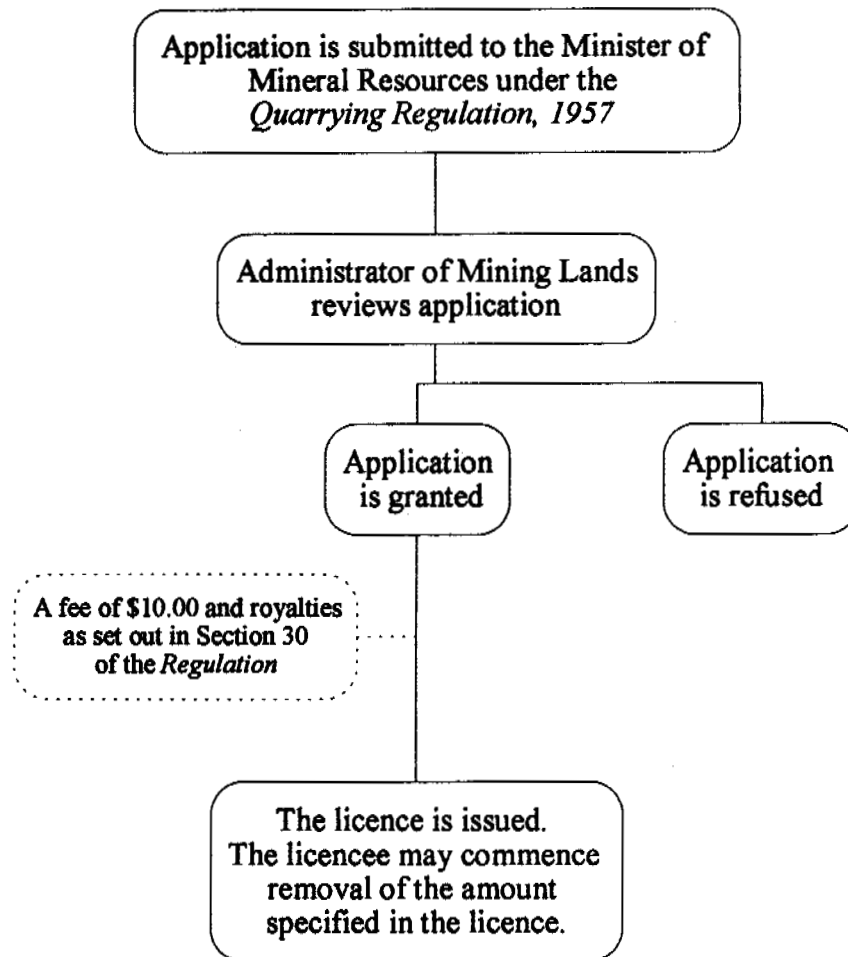 Application is submitted to the Minister of
Mineral Resources under the
Quarrying Regulation, 1957
Administrator of Mining Lands
reviews application
Application
is granted
Application
is refused
A fee of $10.00 and royalties
as set out in Section 30
of the Regulation
The licence is issued.
The licencee may commence
removal of the amount
specified in the licence.